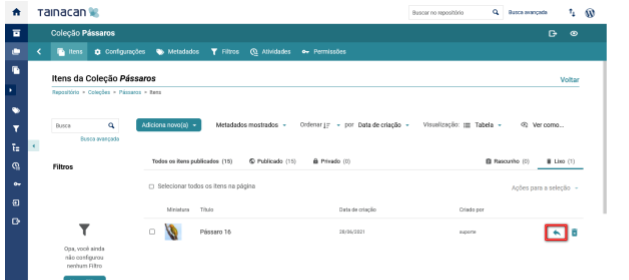 Tainacan
Buscar no repositório
Busca avançada
Coleção Pássaros
Itens
Configurações
Metadados
Filtros
Atividades
Permissões
Itens da Coleção Pássaros
Voltar
Repositório > Coleções > Pássaros > Itens
Busca
Busca avançada
Adiciona novo(a)
Metadados mostrados
Ordenar por Data de criação
Visualização: Tabela
Ver como...
Filtros
Todos os itens publicados (15)
Publicado (15)
Privado (0)
Rascunho (0)
Lixo (1)
Selecionar todos os itens na página
Ações para a seleção
Miniatura Título Data de criação Criado por
Pássaro 16 28/06/2021 suporte
Opa, você ainda
não configurou
nenhum Filtro